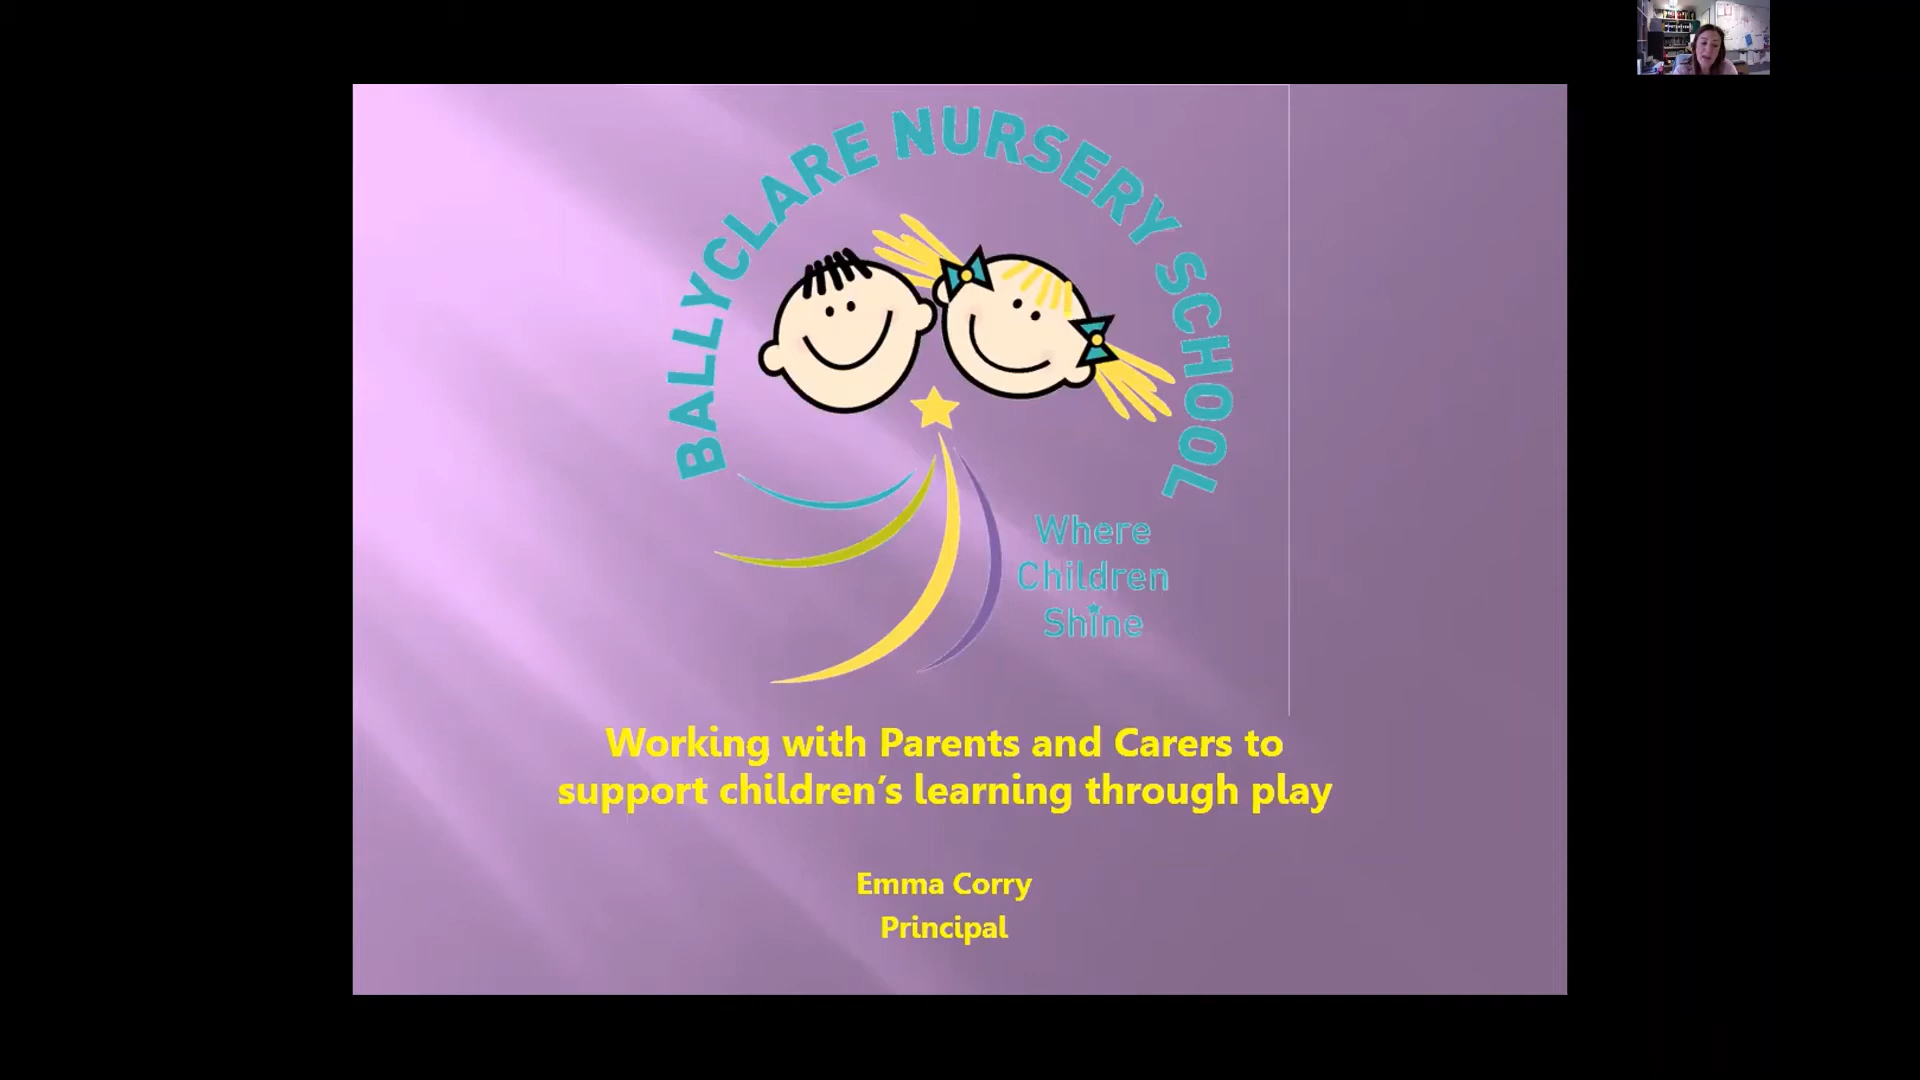 BALLYCLARE NURSERY SCHOOL
Where
Children
Shine
Working with Parents and Carers to
support children’s learning through play
Emma Corry
Principal